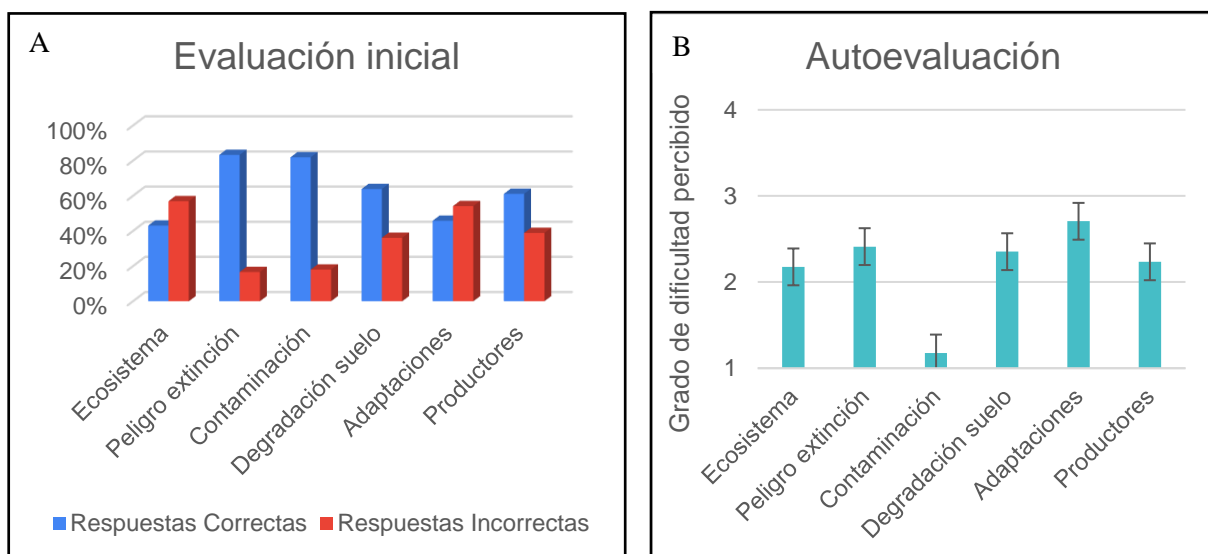 A
Evaluación inicial
100%
80%
60%
40%
20%
0%
Ecosistema
Peligro extinción
Contaminación
Degradación suelo
Adaptaciones
Productores
Respuestas Correctas
Respuestas Incorrectas
B
Autoevaluación
Grado de dificultad percibido
4
3
2
1
Ecosistema
Peligro extinción
Contaminación
Degradación suelo
Adaptaciones
Productores